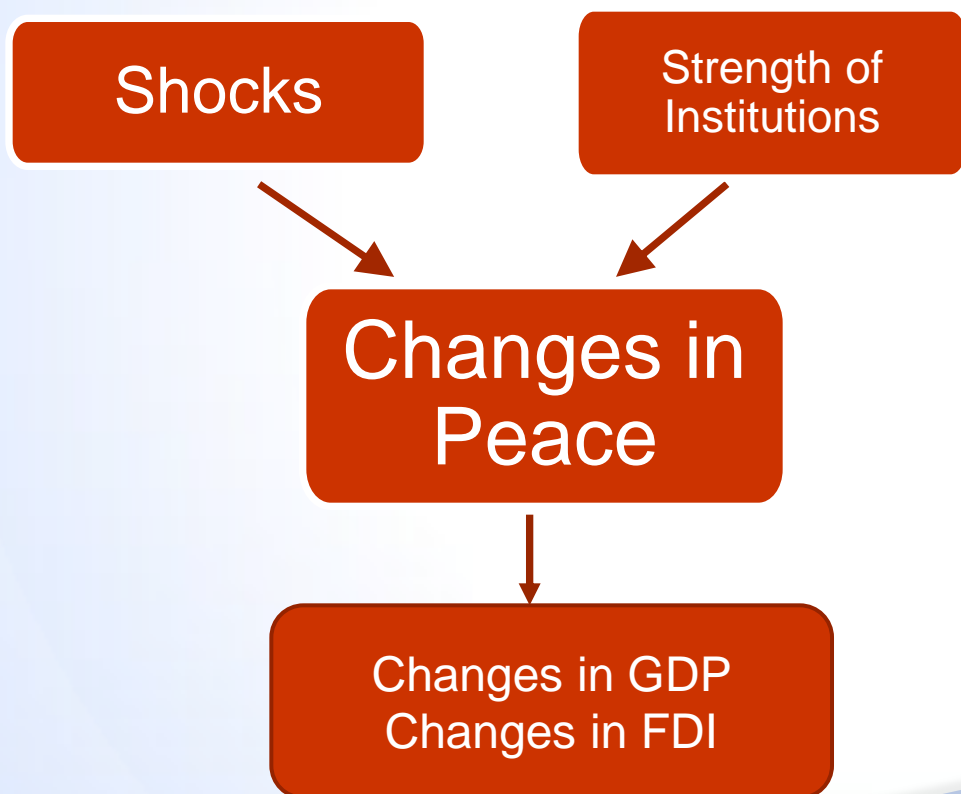 Shocks
Strength of
Institutions
Changes in
Peace
Changes in GDP
Changes in FDI